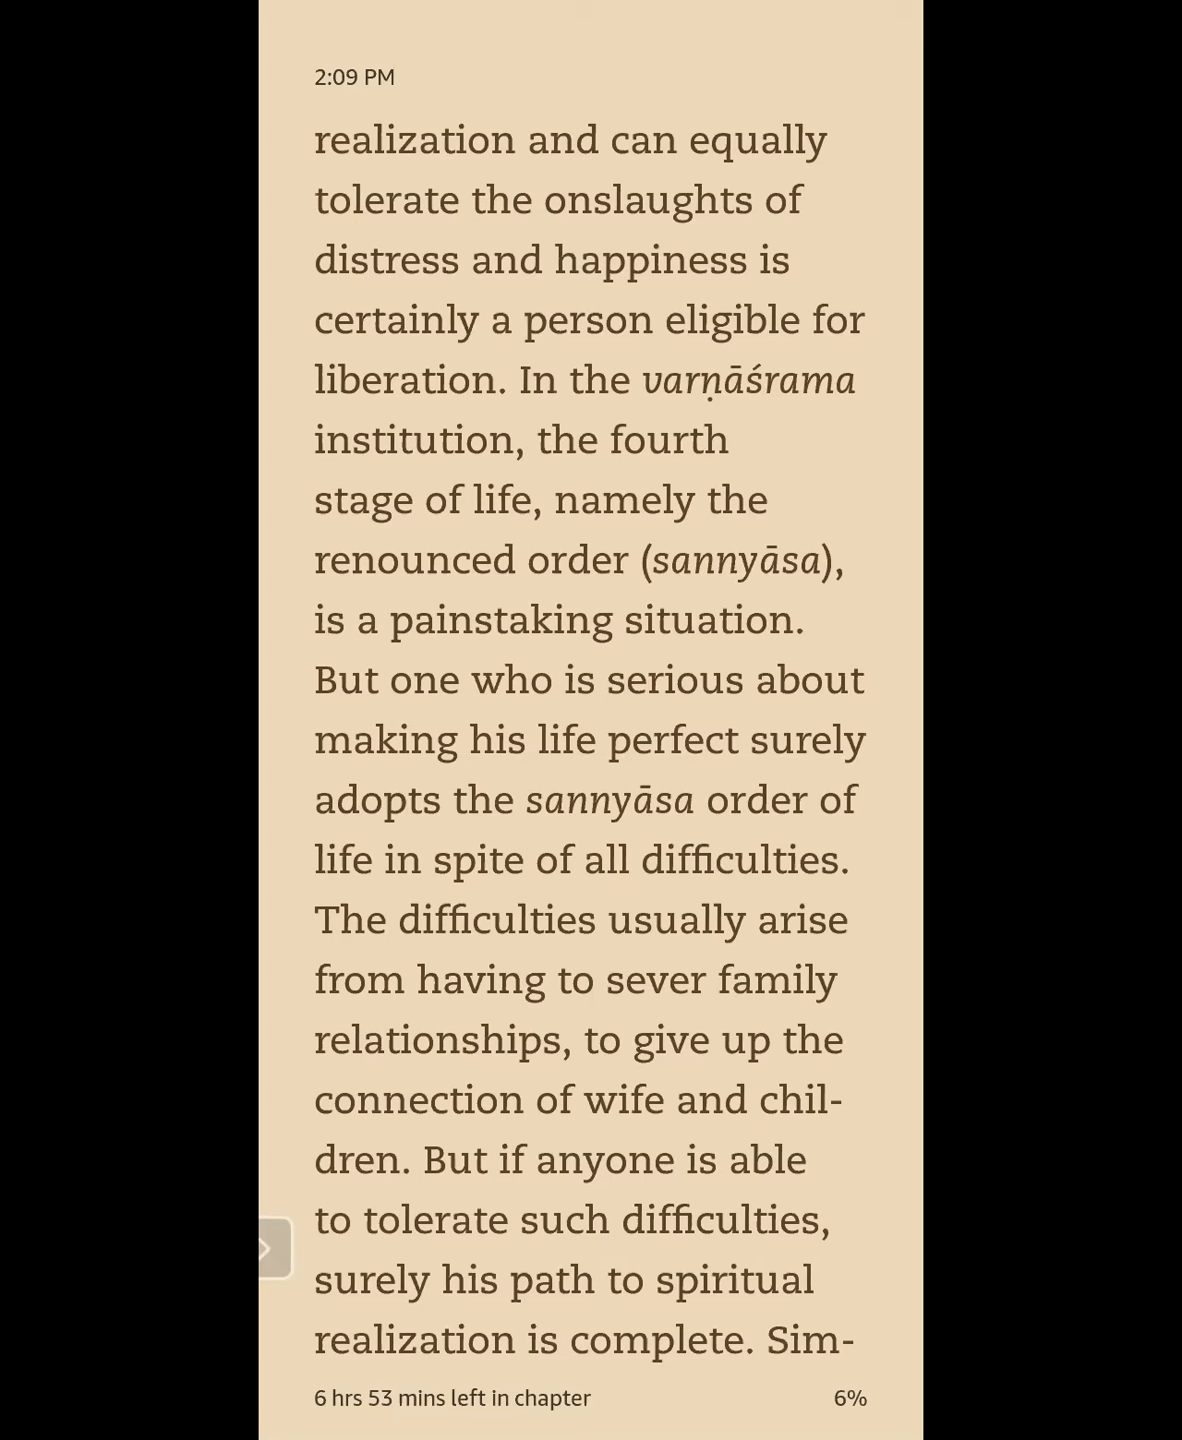 2:09 PM
realization and can equally
tolerate the onslaughts of
distress and happiness is
certainly a person eligible for
liberation. In the varṇāśrama
institution, the fourth
stage of life, namely the
renounced order (sannyāsa),
is a painstaking situation.
But one who is serious about
making his life perfect surely
adopts the sannyāsa order of
life in spite of all difficulties.
The difficulties usually arise
from having to sever family
relationships, to give up the
connection of wife and chil-
dren. But if anyone is able
to tolerate such difficulties,
surely his path to spiritual
realization is complete. Sim-
6 hrs 53 mins left in chapter 6%